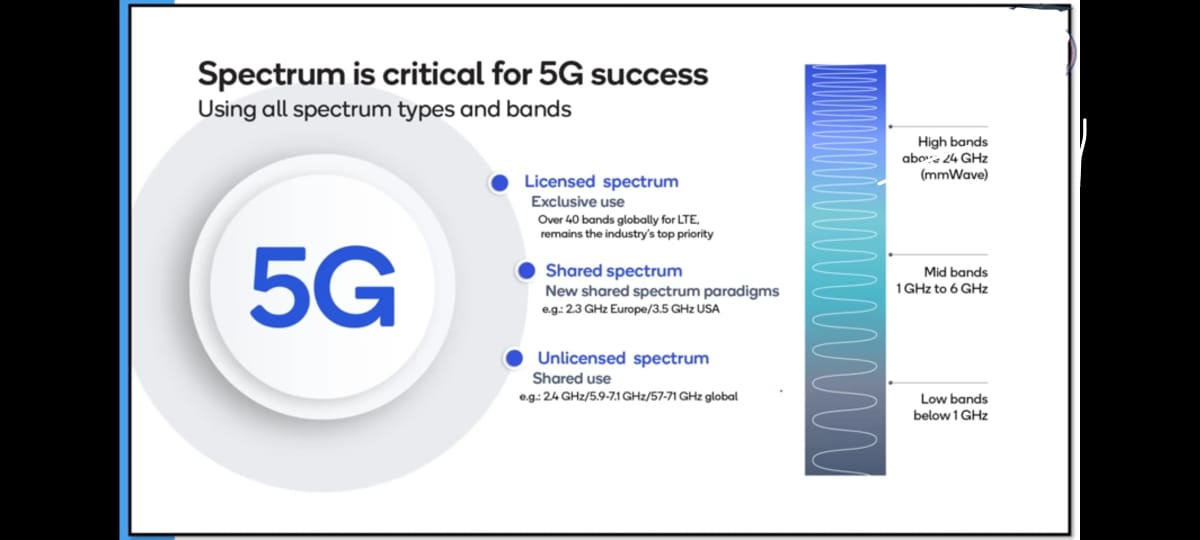 Spectrum is critical for 5G success
Using all spectrum types and bands
5G
Licensed spectrum
Exclusive use
Over 40 bands globally for LTE,
remains the industry's top priority
Shared spectrum
New shared spectrum paradigms
e.g.: 2.3 GHz Europe/3.5 GHz USA
Unlicensed spectrum
Shared use
e.g.: 2.4 GHz/5.9-7.1 GHz/57-71 GHz global
High bands
above 24 GHz
(mmWave)
Mid bands
1 GHz to 6 GHz
Low bands
below 1 GHz